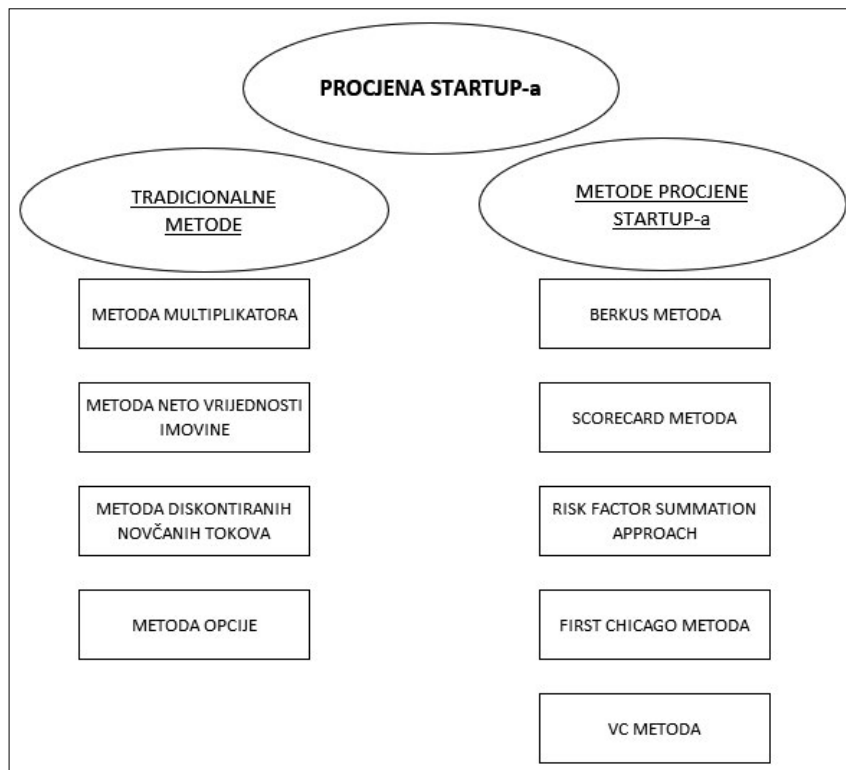 PROCJENA STARTUP-a
TRADICIONALNE
METODE
METODA MULTIPLIKATORA
METODA NETO VRIJEDNOSTI
IMOVINE
METODA DISKONTIRANIH
NOVČANIH TOKOVA
METODA OPCIJE
METODE PROCJENE
STARTUP-a
BERKUS METODA
SCORECARD METODA
RISK FACTOR SUMMATION
APPROACH
FIRST CHICAGO METODA
VC METODA